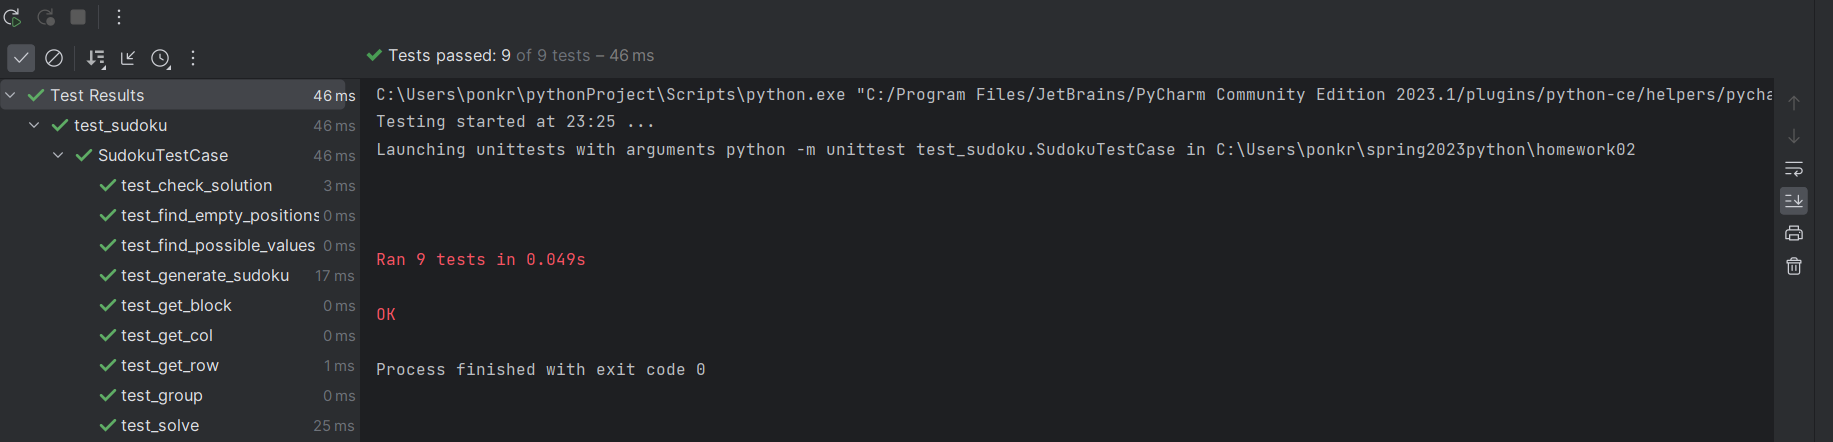 Tests passed: 9 of 9 tests – 46 ms
Test Results 46 ms
test_sudoku 46 ms
SudokuTestCase 46 ms
test_check_solution 3 ms
test_find_empty_positions 0 ms
test_find_possible_values 0 ms
test_generate_sudoku 17 ms
test_get_block 0 ms
test_get_col 0 ms
test_get_row 1 ms
test_group 0 ms
test_solve 25 ms
C:\Users\ponkr\pythonProject\Scripts\python.exe "C:/Program Files/JetBrains/PyCharm Community Edition 2023.1/plugins/python-ce/helpers/pycha
Testing started at 23:25 ...
Launching unittests with arguments python -m unittest test_sudoku.SudokuTestCase in C:\Users\ponkr\spring2023python\homework02
Ran 9 tests in 0.049s
OK
Process finished with exit code 0